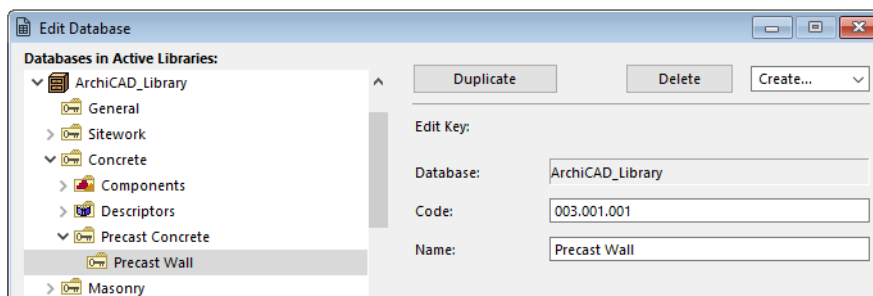 Edit Database
Databases in Active Libraries:
ArchiCAD_Library
General
Sitework
Concrete
Components
Descriptors
Precast Concrete
Precast Wall
Masonry
Duplicate Delete Create...
Edit Key:
Database: ArchiCAD_Library
Code: 003.001.001
Name: Precast Wall